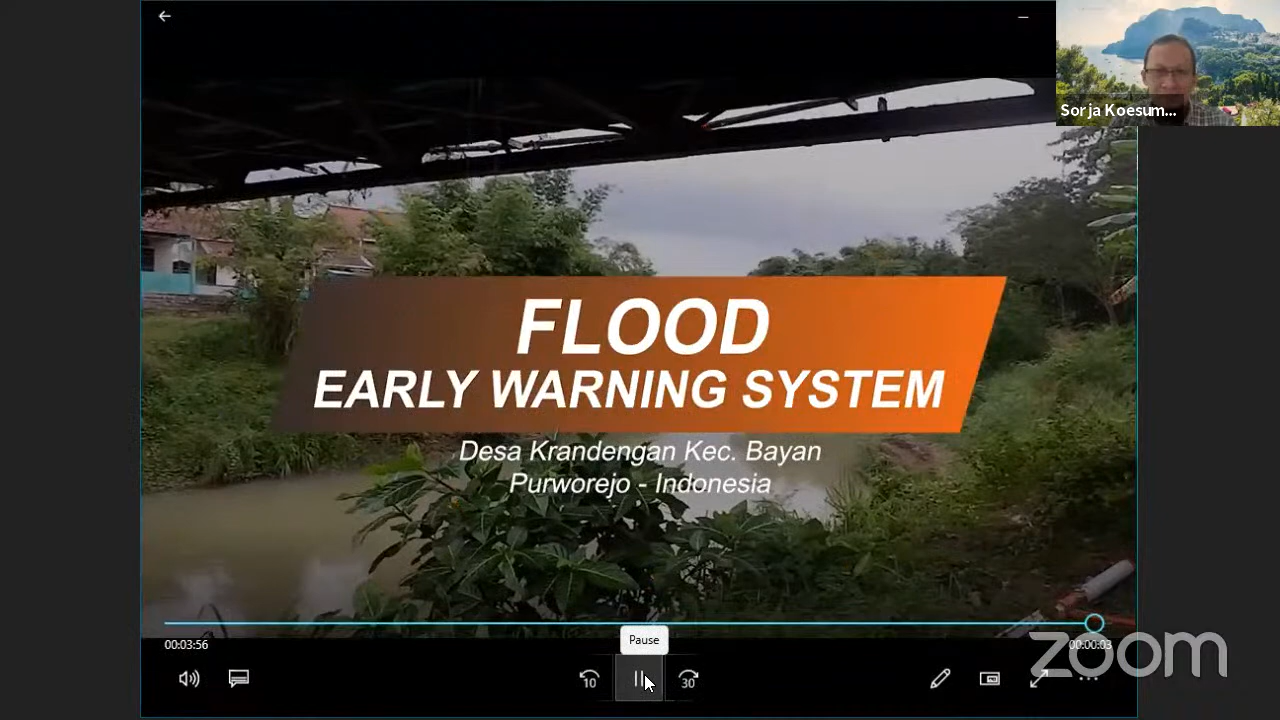 Sorja Koesum...
FLOOD
EARLY WARNING SYSTEM
Desa Krandengan Kec. Bayan
Purworejo - Indonesia
00:03:56
Pause
00:00:03
10
30
zoom